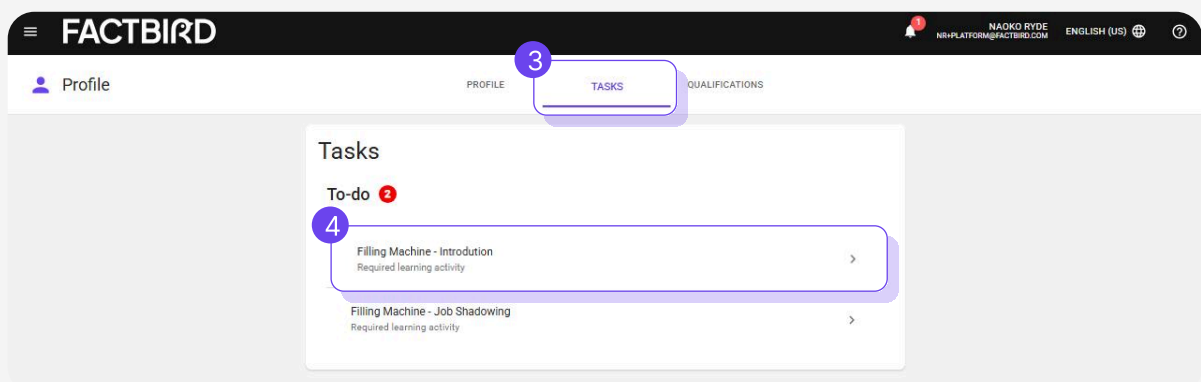 FACTBIRD
1
NAOKO RYDE
NR+PLATFORM@FACTBIRD.COM
ENGLISH (US)
?
Profile
PROFILE
3
TASKS
QUALIFICATIONS
Tasks
To-do 2
4
Filling Machine - Introdution
Required learning activity
Filling Machine - Job Shadowing
Required learning activity